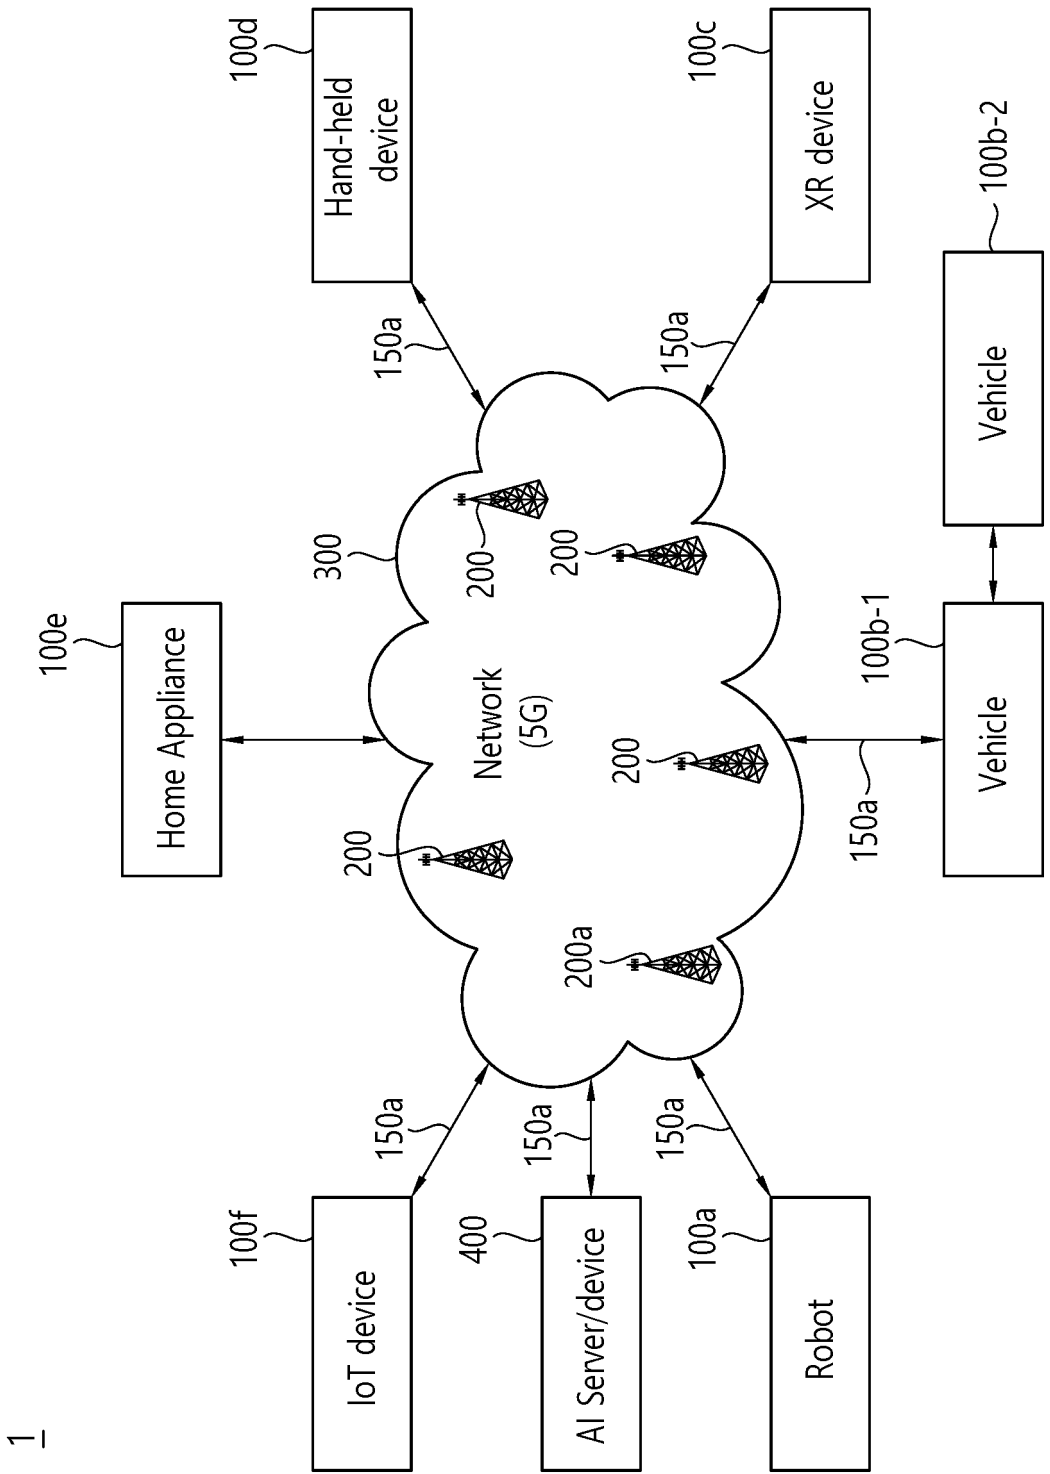 1
100e
Home Appliance
100f
IoT device
150a
300
100d
Hand-held
device
150a
200
200
Network
(5G)
400
AI Server/device
150a
200
200a
200
100a
Robot
150a
100c
XR device
150a
150a
100b-1
Vehicle
100b-2
Vehicle